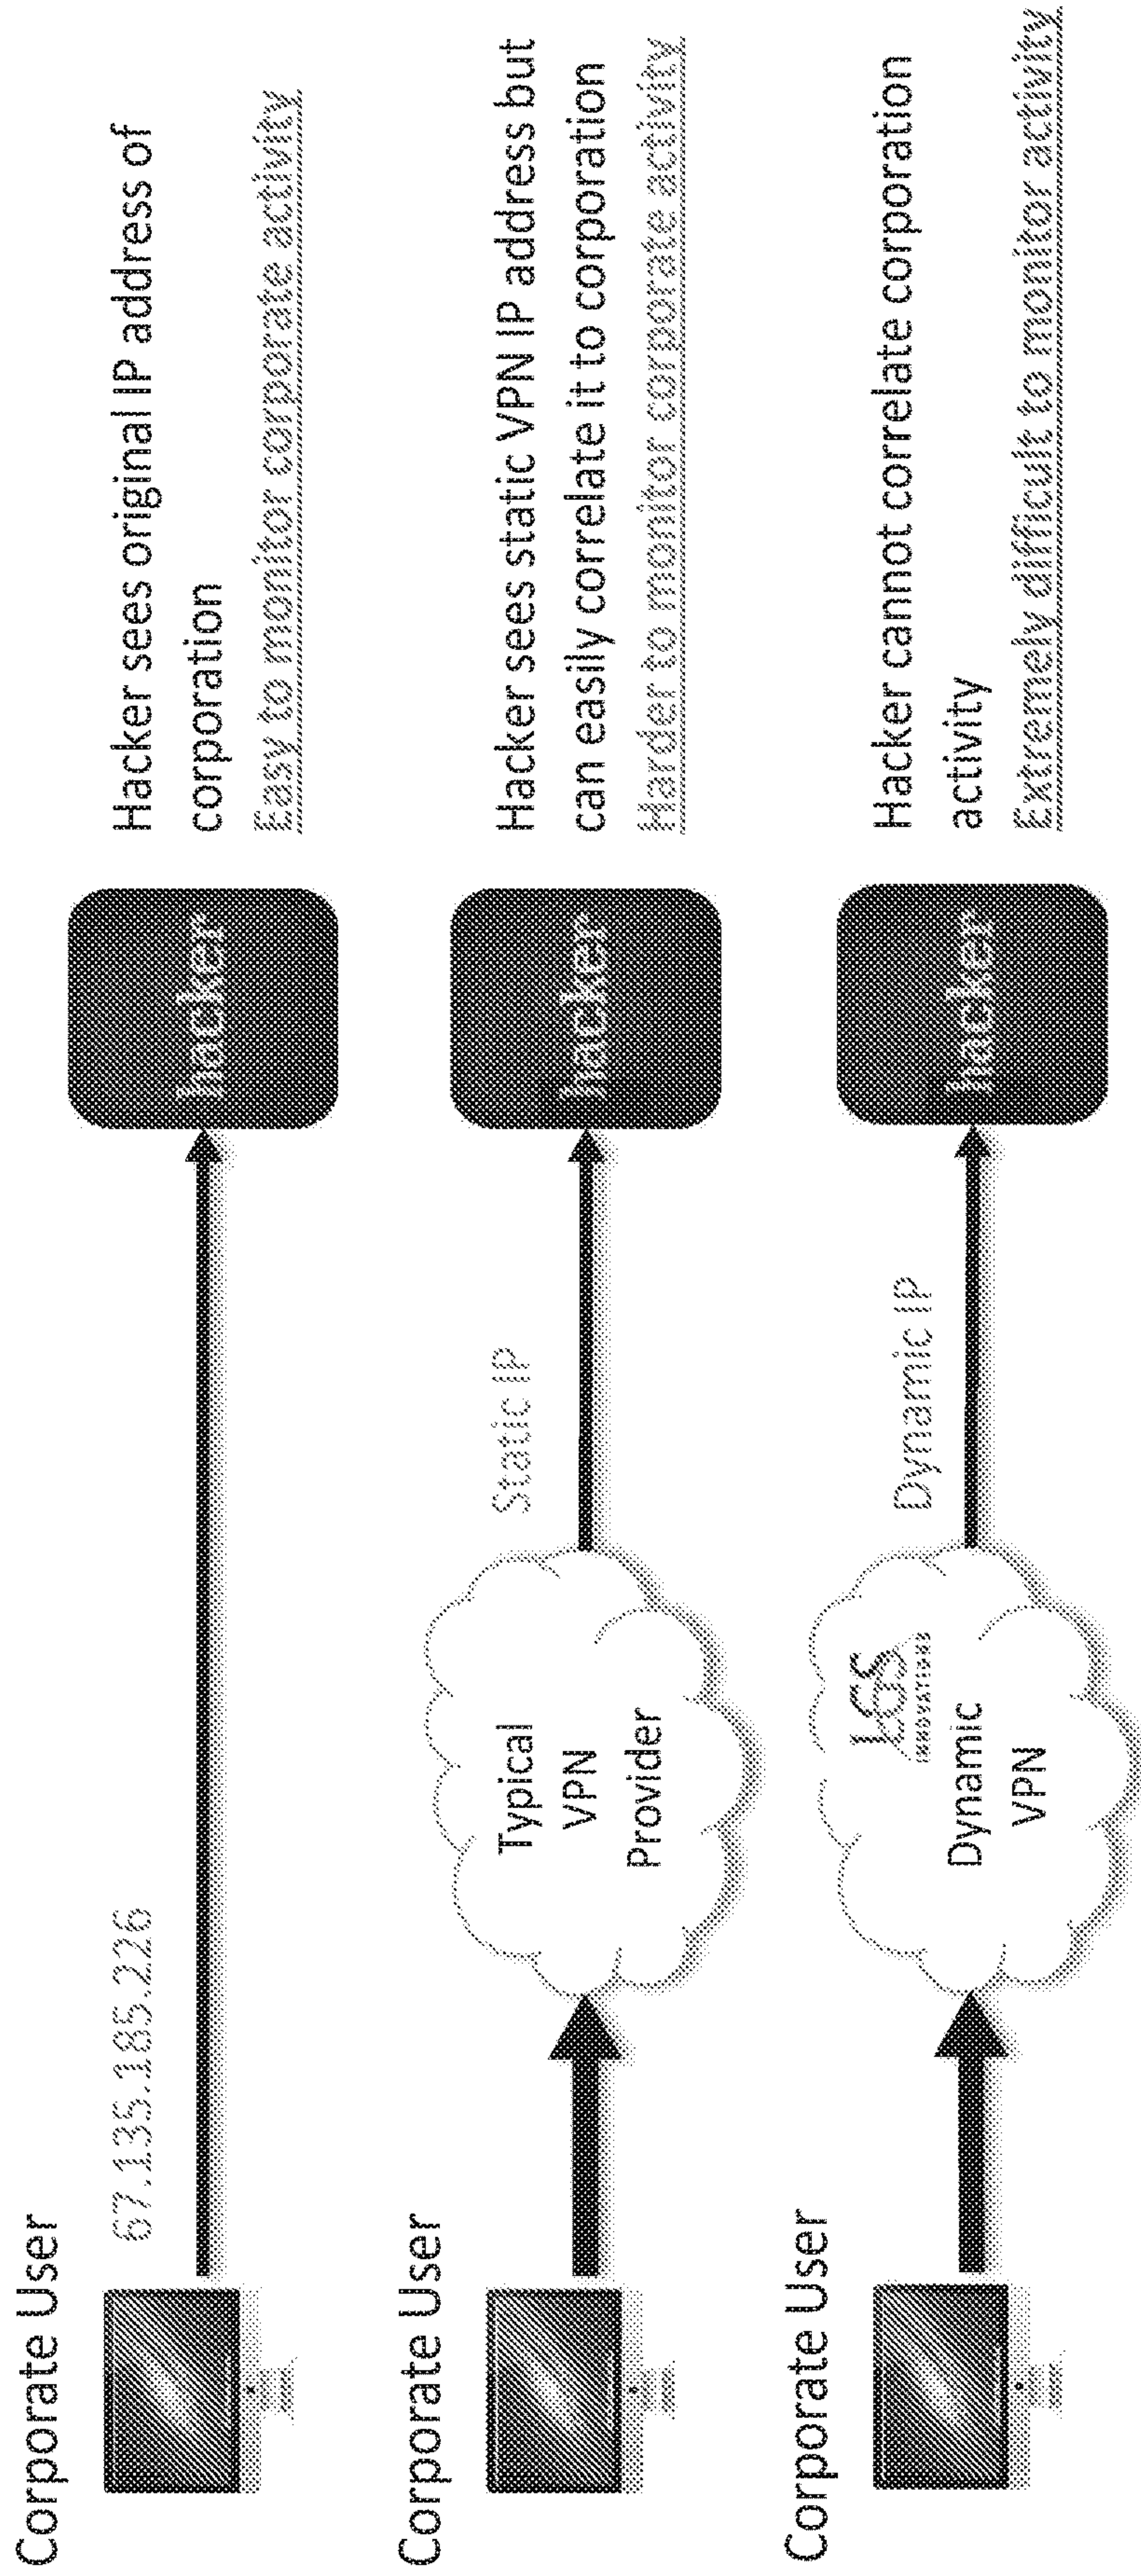 Corporate User
67.135.185.226
hacker
Hacker sees original IP address of
corporation
Easy to monitor corporate activity
Corporate User
Typical
VPN
Provider
Static IP
hacker
Hacker sees static VPN IP address but
can easily correlate it to corporation
Harder to monitor corporate activity
Corporate User
LGS
INNOVATIONS
Dynamic
VPN
Dynamic IP
hacker
Hacker cannot correlate corporation
activity
Extremely difficult to monitor activity